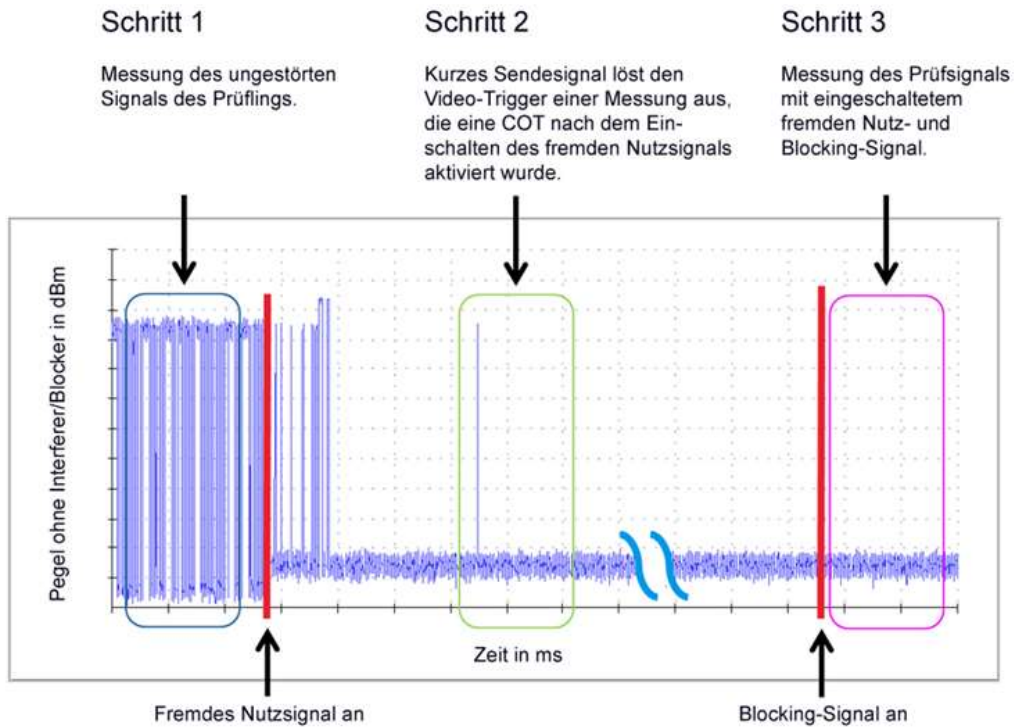 Schritt 1
Messung des ungestörten
Signals des Prüflings.
Schritt 2
Kurzes Sendesignal löst den
Video-Trigger einer Messung aus,
die eine COT nach dem Ein-
schalten des fremden Nutzsignals
aktiviert wurde.
Schritt 3
Messung des Prüfsignals
mit eingeschaltetem
fremden Nutz- und
Blocking-Signal.
Pegel ohne Interferer/Blocker in dBm
Zeit in ms
Fremdes Nutzsignal an
Blocking-Signal an